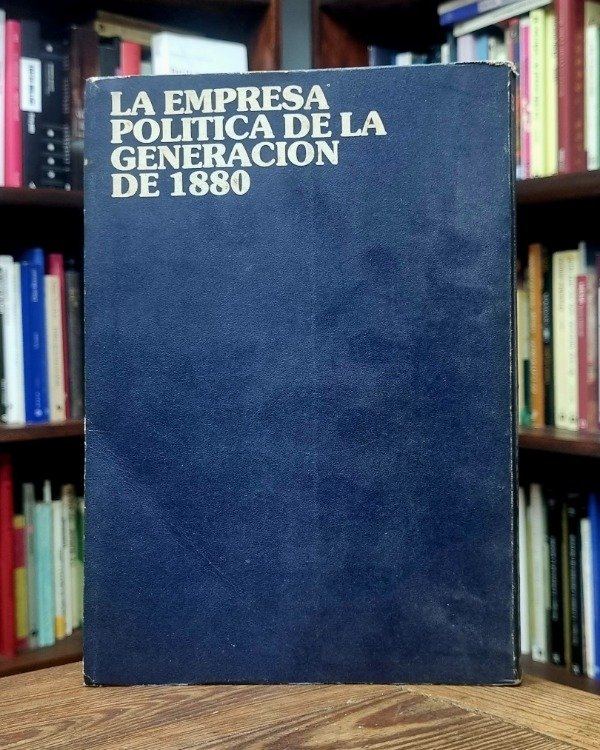 LA EMPRESA
POLITICA DE LA
GENERACION
DE 1880